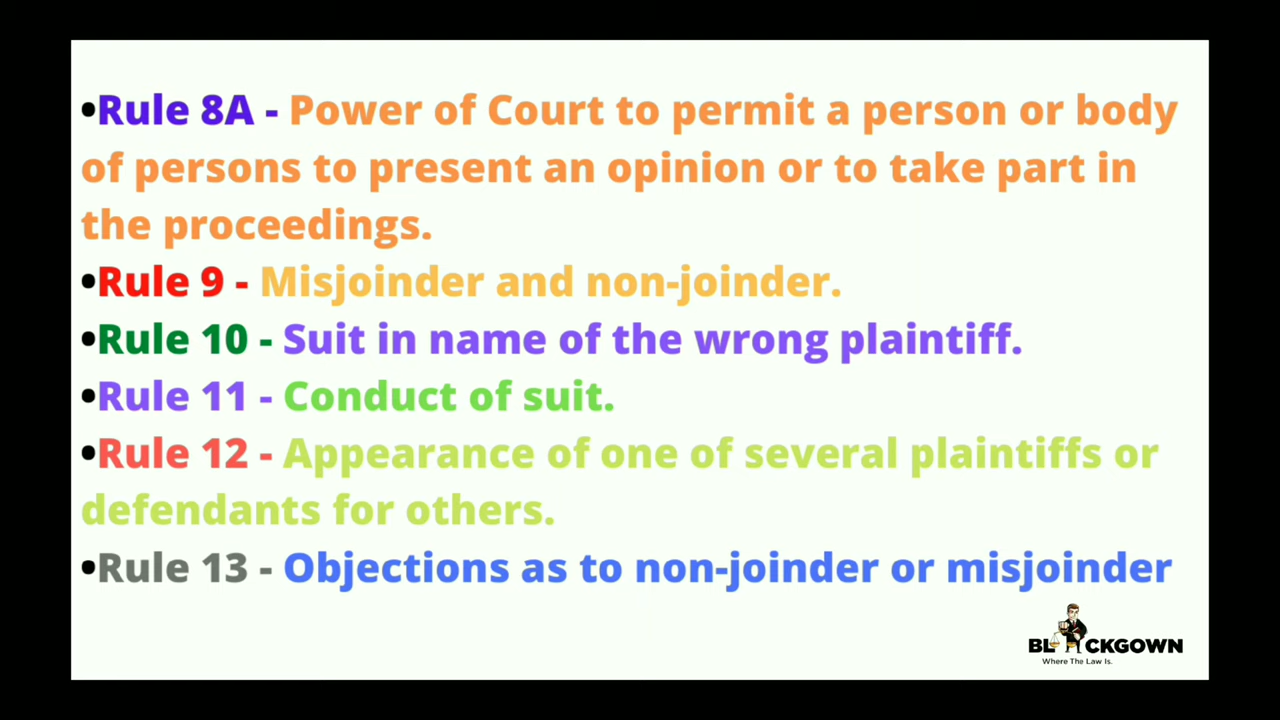 •Rule 8A - Power of Court to permit a person or body
of persons to present an opinion or to take part in
the proceedings.
•Rule 9 - Misjoinder and non-joinder.
•Rule 10 - Suit in name of the wrong plaintiff.
•Rule 11 - Conduct of suit.
•Rule 12 - Appearance of one of several plaintiffs or
defendants for others.
•Rule 13 - Objections as to non-joinder or misjoinder
BLACKGOWN
Where The Law Is.